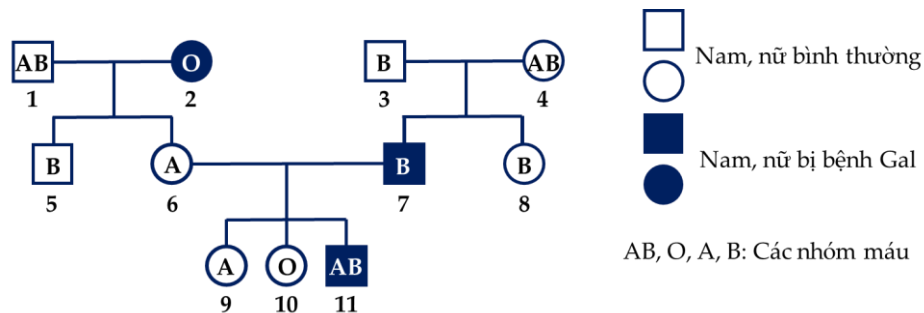 AB O B AB
1 2 3 4
B A B B
5 6 7 8
A O AB
9 10 11
Nam, nữ bình thường
Nam, nữ bị bệnh Gal
AB, O, A, B: Các nhóm máu